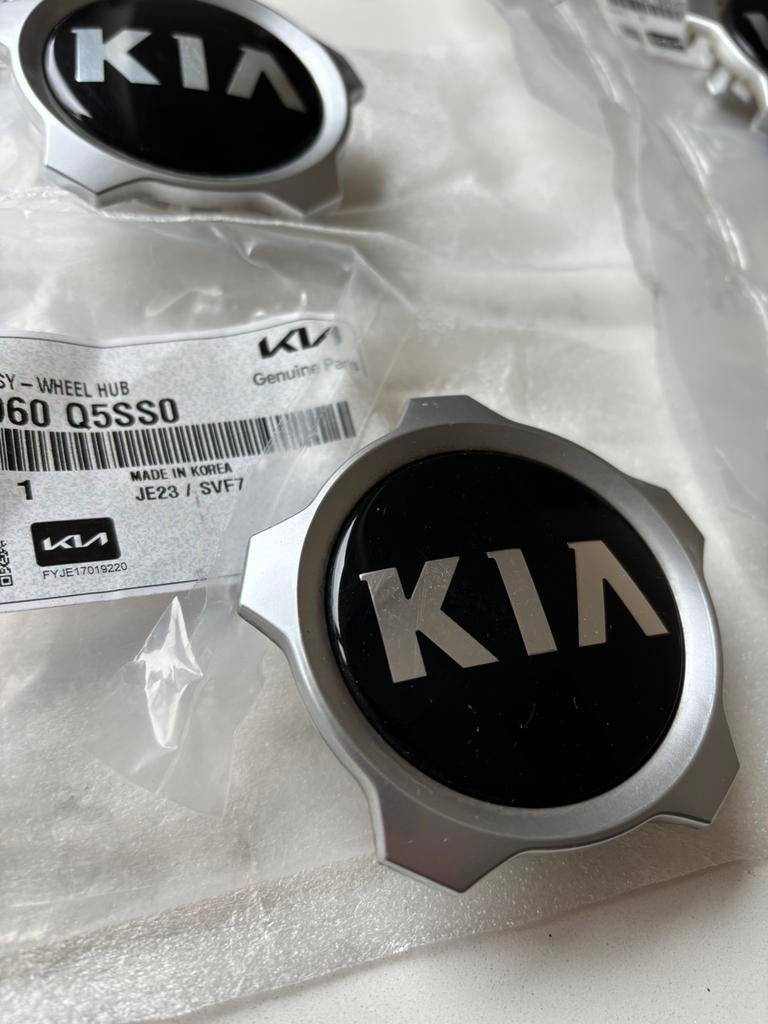 KIA
KIA
Genuine Parts
SY-WHEEL HUB
060 Q5SS0
MADE IN KOREA
1 JE23 / SVF7
KIA
FYJE17019220
KIA